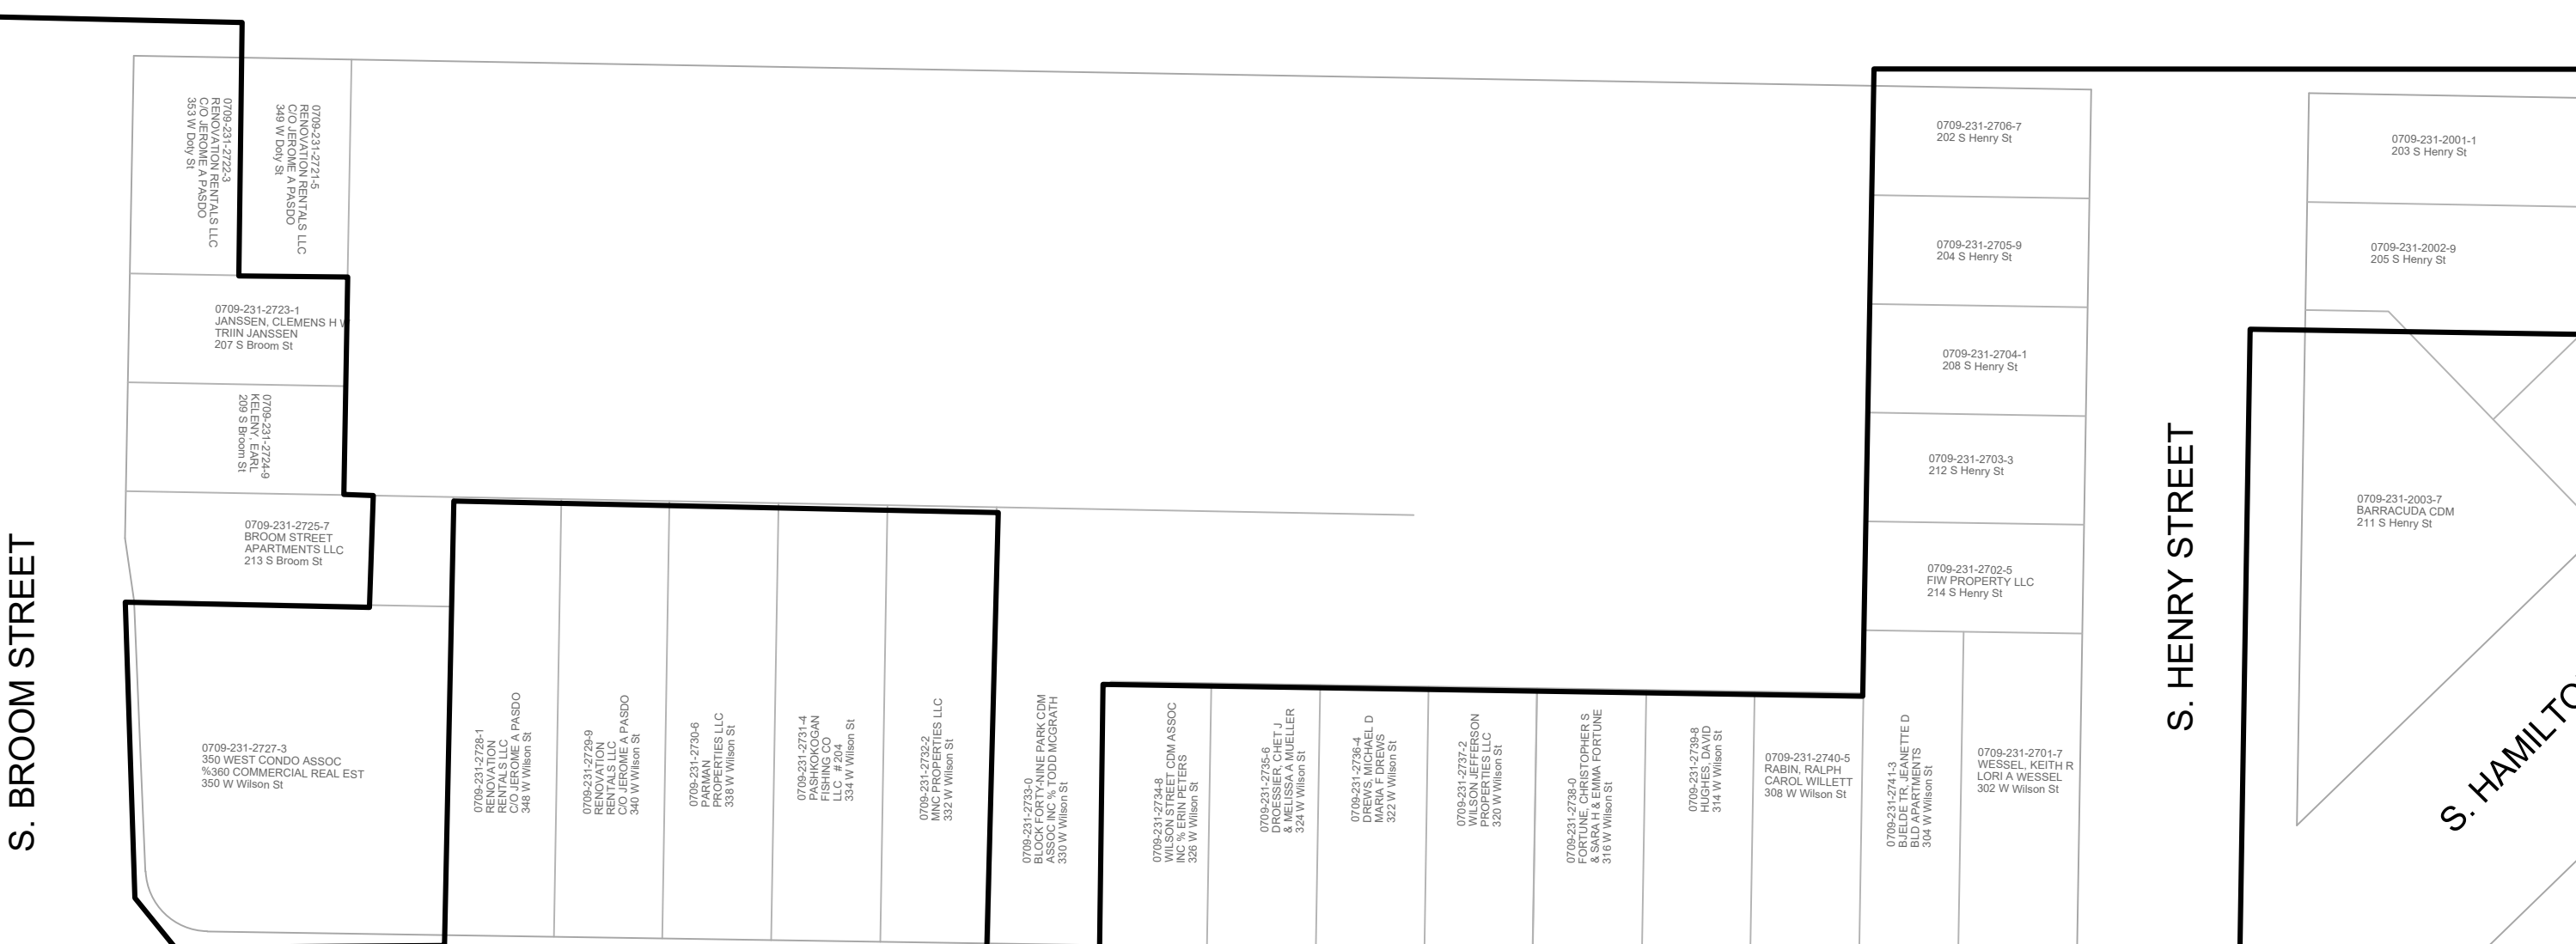 0709-231-2722-3
RENOVATION RENTALS LLC
C/O JEROME A PASDO
353 W Doty St
0709-231-2721-5
RENOVATION RENTALS LLC
C/O JEROME A PASDO
349 W Doty St
0709-231-2723-1
JANSSEN, CLEMENS H W
TRIIN JANSSEN
207 S Broom St
0709-231-2724-9
KELENY, EARL
209 S Broom St
0709-231-2725-7
BROOM STREET
APARTMENTS LLC
213 S Broom St
S. BROOM STREET
0709-231-2727-3
350 WEST CONDO ASSOC
%360 COMMERCIAL REAL EST
350 W Wilson St
0709-231-2728-1
RENOVATION
RENTALS LLC
C/O JEROME A PASDO
348 W Wilson St
0709-231-2729-9
RENOVATION
RENTALS LLC
C/O JEROME A PASDO
340 W Wilson St
0709-231-2730-6
PARMAN
PROPERTIES LLC
338 W Wilson St
0709-231-2731-4
PASHKOKOGAN
FISHING CO
LLC # 204
334 W Wilson St
0709-231-2732-2
MNC PROPERTIES LLC
332 W Wilson St
0709-231-2733-0
BLOCK FORTY-NINE PARK CDM
ASSOC INC % TODD MCGRATH
330 W Wilson St
0709-231-2734-8
WILSON STREET CDM ASSOC
INC % ERIN PETERS
326 W Wilson St
0709-231-2735-6
DROESSIER, CHET J
& MELISSA A MUELLER
324 W Wilson St
0709-231-2736-4
DREWS, MICHAEL D
MARIA F DREWS
322 W Wilson St
0709-231-2737-2
WILSON JEFFERSON
PROPERTIES LLC
320 W Wilson St
0709-231-2738-0
FORTUNE, CHRISTOPHER S
& SARA H & EMMA FORTUNE
316 W Wilson St
0709-231-2739-8
HUGHES, DAVID
314 W Wilson St
0709-231-2740-5
RABIN, RALPH
CAROL WILLETT
308 W Wilson St
0709-231-2741-3
BJELDE TR, JEANETTE D
BLD APARTMENTS
304 W Wilson St
0709-231-2701-7
WESSEL, KEITH R
LORI A WESSEL
302 W Wilson St
0709-231-2706-7
202 S Henry St
0709-231-2705-9
204 S Henry St
0709-231-2704-1
208 S Henry St
0709-231-2703-3
212 S Henry St
0709-231-2702-5
FIW PROPERTY LLC
214 S Henry St
S. HENRY STREET
0709-231-2001-1
203 S Henry St
0709-231-2002-9
205 S Henry St
0709-231-2003-7
BARRACUDA CDM
211 S Henry St
S. HAMILTO